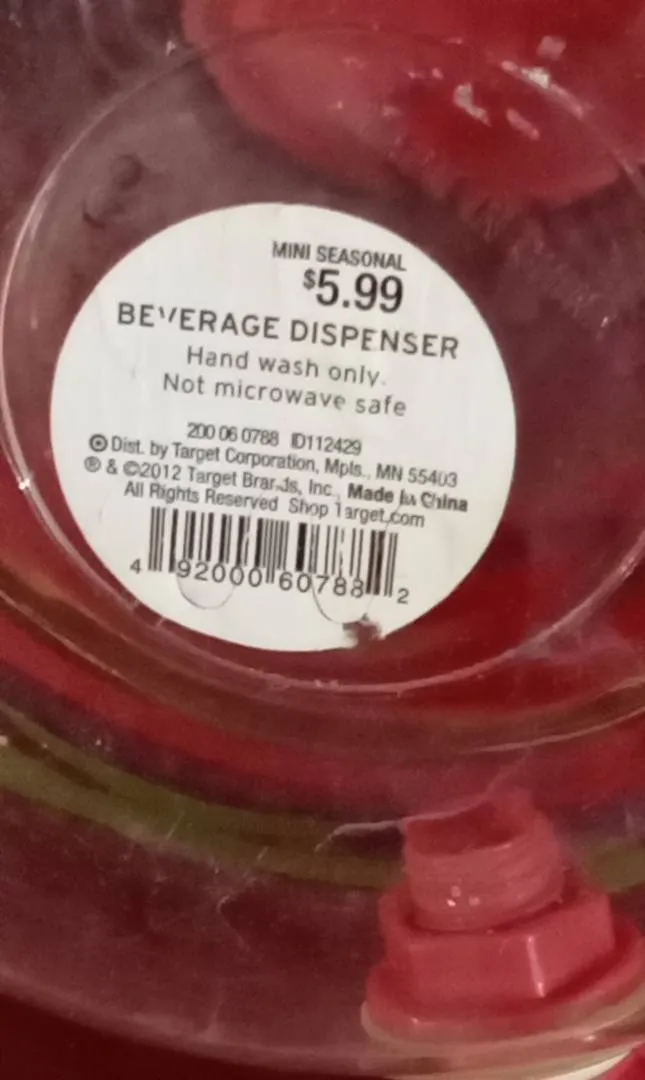 MINI SEASONAL
$5.99
BEVERAGE DISPENSER
Hand wash only.
Not microwave safe
200 06 0788 ID112429
Dist. by Target Corporation, Mpls., MN 55403
® & ©2012 Target Brands, Inc. Made in China
All Rights Reserved Shop Target.com
4 92000 60788 2